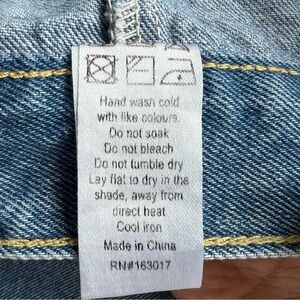 Hand wash cold
with like colours.
Do not soak
Do not bleach
Do not tumble dry
Lay flat to dry in the
shade, away from
direct heat
Cool iron
Made in China
RN#163017